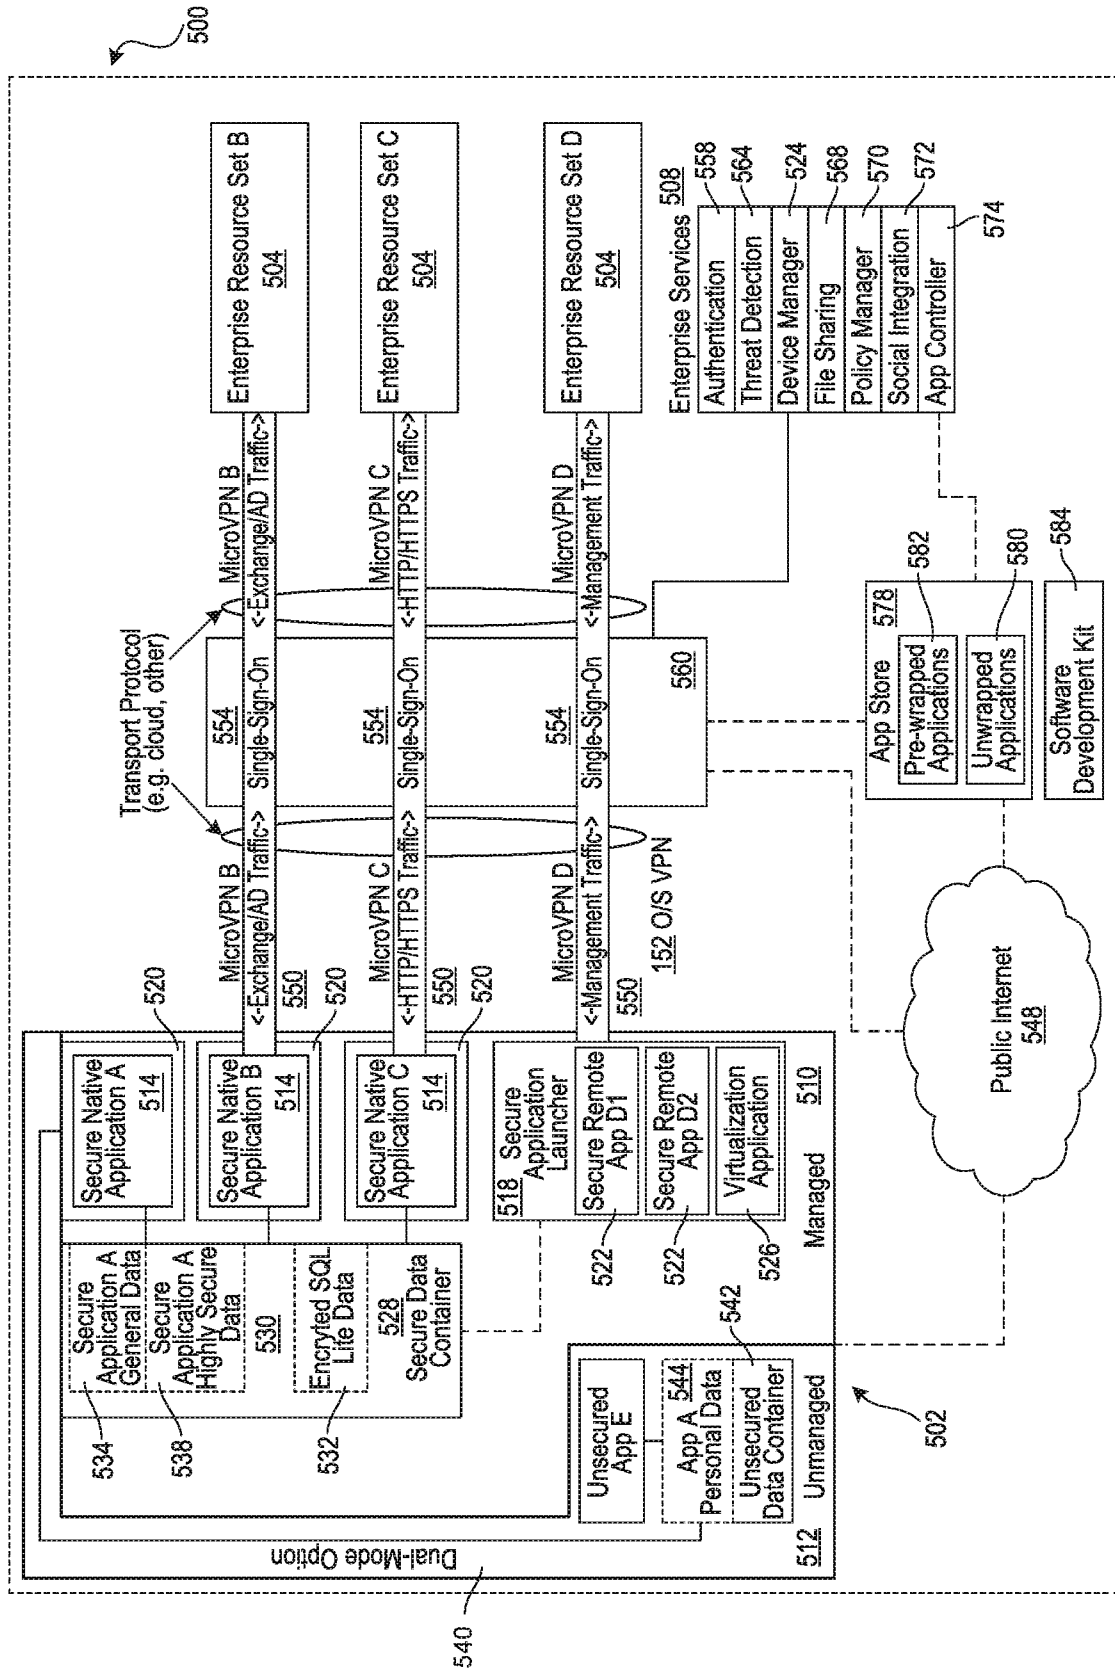 500
Transport Protocol
(e.g. cloud, other)
Dual-Mode Option
540
534
Secure
Application A
General Data
538
Secure
Application A
Highly Secure
Data
530
532
Encryted SQL
Lite Data
528
Secure Data
Container
Secure Native
Application A
514
520
Secure Native
Application B
514
520
Secure Native
Application C
514
520
518 Secure
Application
Launcher
522
Secure Remote
App D1
522
Secure Remote
App D2
526
Virtualization
Application
Managed 510
Unsecured
App E
App A 544
Personal Data
Unsecured
Data Container
542
512 Unmanaged
502
MicroVPN B
<-Exchange/AD Traffic->
550
MicroVPN C
<-HTTP/HTTPS Traffic->
550
MicroVPN D
<-Management Traffic->
550
152 O/S VPN
554
Single-Sign-On
554
Single-Sign-On
554
Single-Sign-On
560
MicroVPN B
<-Exchange/AD Traffic->
MicroVPN C
<-HTTP/HTTPS Traffic->
MicroVPN D
<-Management Traffic->
Enterprise Resource Set B
504
Enterprise Resource Set C
504
Enterprise Resource Set D
504
Enterprise Services 508
Authentication 558
Threat Detection 564
Device Manager 524
File Sharing 568
Policy Manager 570
Social Integration 572
App Controller
574
App Store 578
Pre-wrapped
Applications
582
Unwrapped
Applications
580
Software
Development Kit
584
Public Internet
548